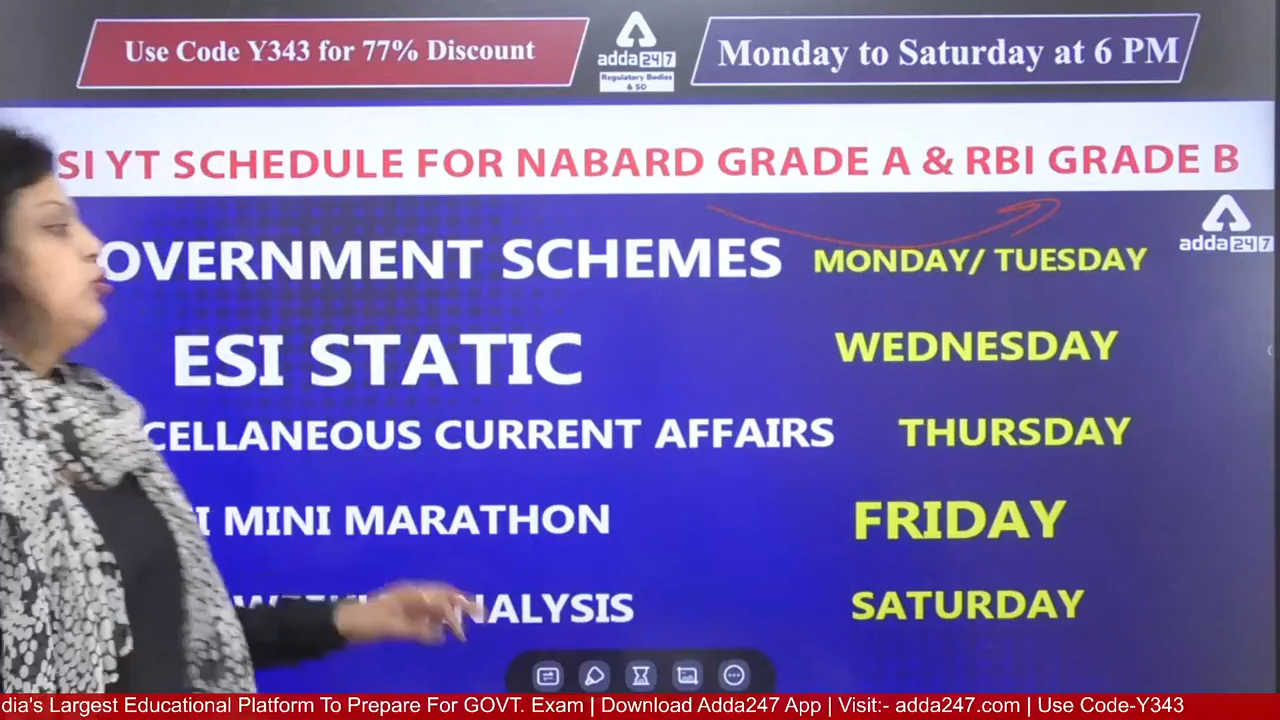 Use Code Y343 for 77% Discount
adda247
Regulatory Bodies
& SO
Monday to Saturday at 6 PM
SI YT SCHEDULE FOR NABARD GRADE A & RBI GRADE B
adda247
OVERNMENT SCHEMES MONDAY/ TUESDAY
ESI STATIC WEDNESDAY
CELLANEOUS CURRENT AFFAIRS THURSDAY
I MINI MARATHON FRIDAY
NALYSIS SATURDAY
dia's Largest Educational Platform To Prepare For GOVT. Exam | Download Adda247 App | Visit:- adda247.com | Use Code-Y343